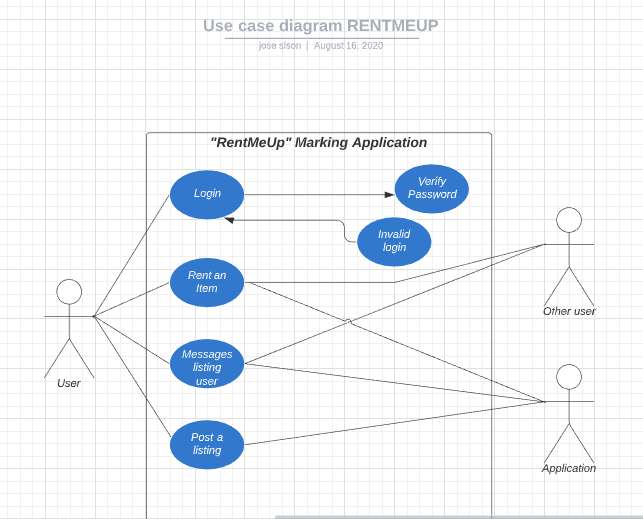 Use case diagram RENTMEUP
jose sison | August 16, 2020
"RentMeUp" Marking Application
Login
Verify
Password
Invalid
login
Rent an
Item
Other user
User
Messages
listing
user
Post a
listing
Application